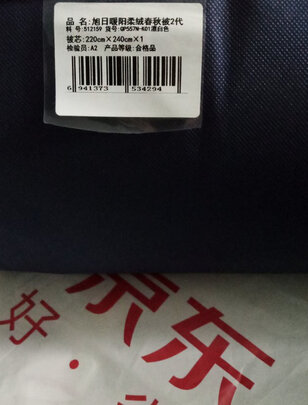 品 名:旭日暖阳柔绒春秋被2代
料 号:512159 货号:QP557W-K01漂白色
被芯:220cm×240cm×1
检验员:A2 产品等级:合格品
6 941373 534294
京东
好·